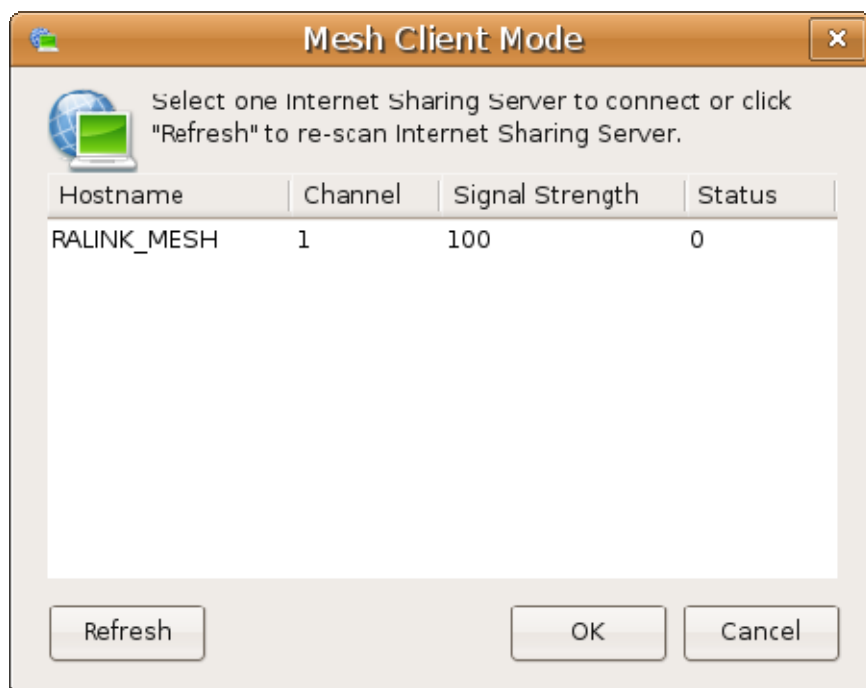 Mesh Client Mode
Select one Internet Sharing Server to connect or click
"Refresh" to re-scan Internet Sharing Server.
Hostname Channel Signal Strength Status
RALINK_MESH 1 100 0
Refresh OK Cancel